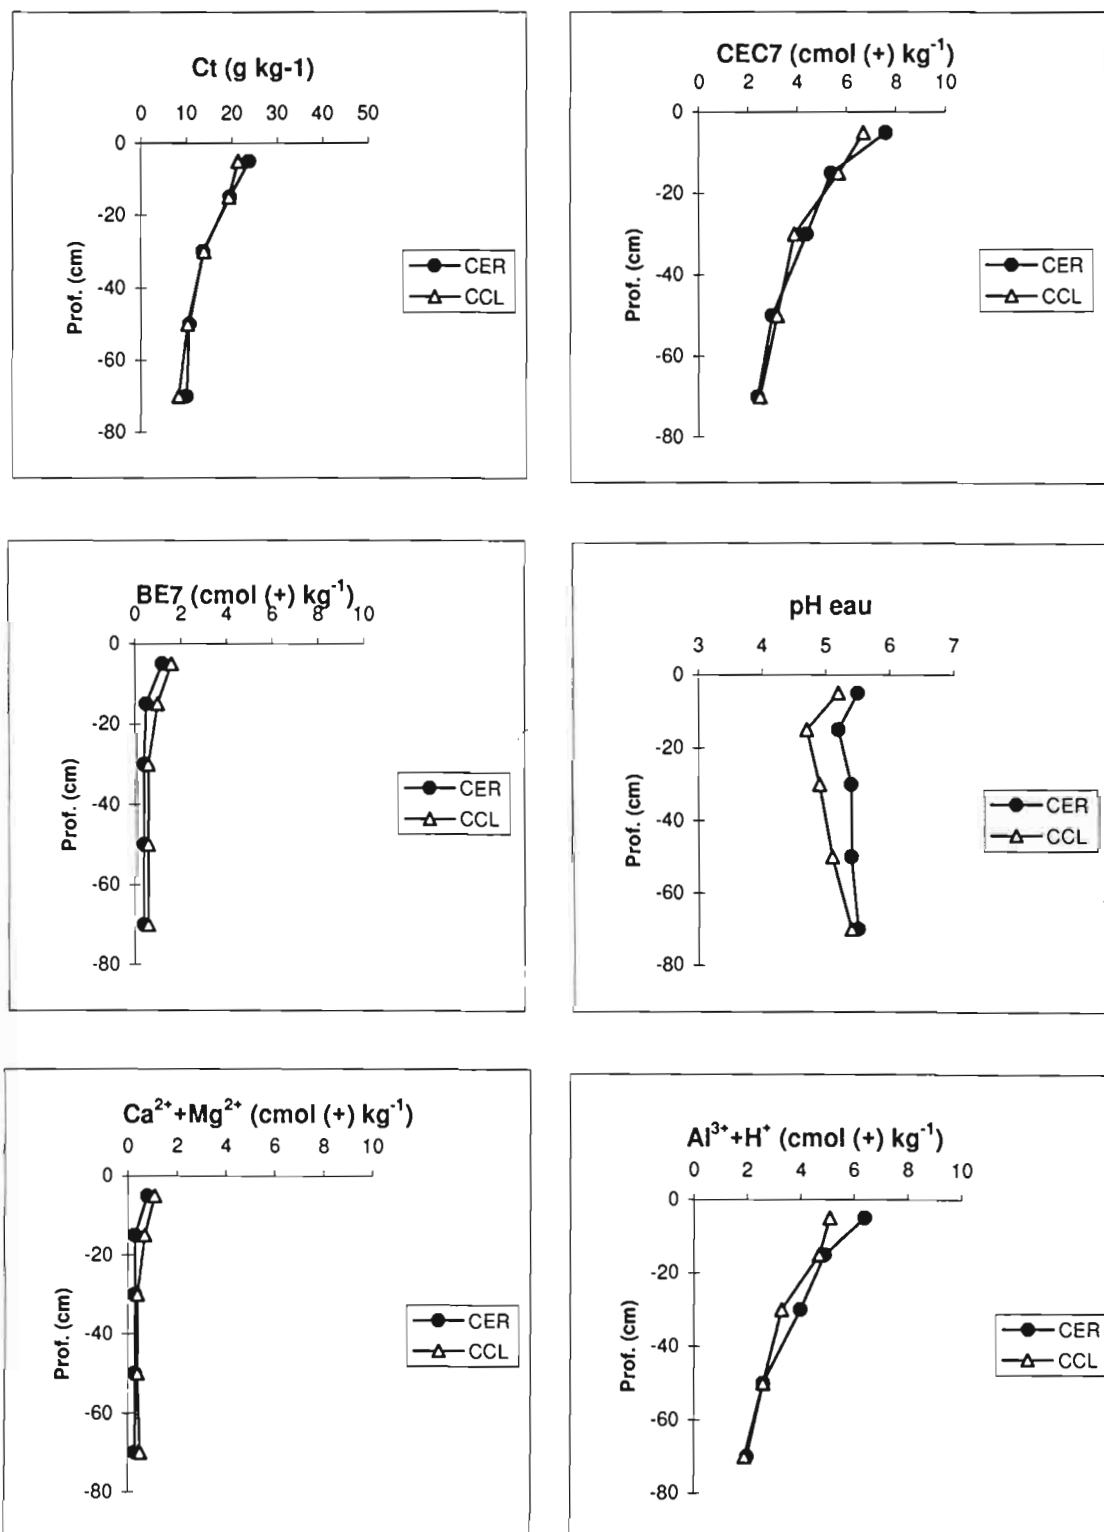 Ct (g kg-1)
0 10 20 30 40 50
0
-20
-40
-60
-80
Prof. (cm)
CER
CCL
CEC7 (cmol (+) kg⁻¹)
0 2 4 6 8 10
0
-20
-40
-60
-80
Prof. (cm)
CER
CCL
BE7 (cmol (+) kg⁻¹)
0 2 4 6 8 10
0
-20
-40
-60
-80
Prof. (cm)
CER
CCL
pH eau
3 4 5 6 7
0
-20
-40
-60
-80
Prof. (cm)
CER
CCL
Ca²⁺+Mg²⁺ (cmol (+) kg⁻¹)
0 2 4 6 8 10
0
-20
-40
-60
-80
Prof. (cm)
CER
CCL
Al³⁺+H⁺ (cmol (+) kg⁻¹)
0 2 4 6 8 10
0
-20
-40
-60
-80
Prof. (cm)
CER
CCL